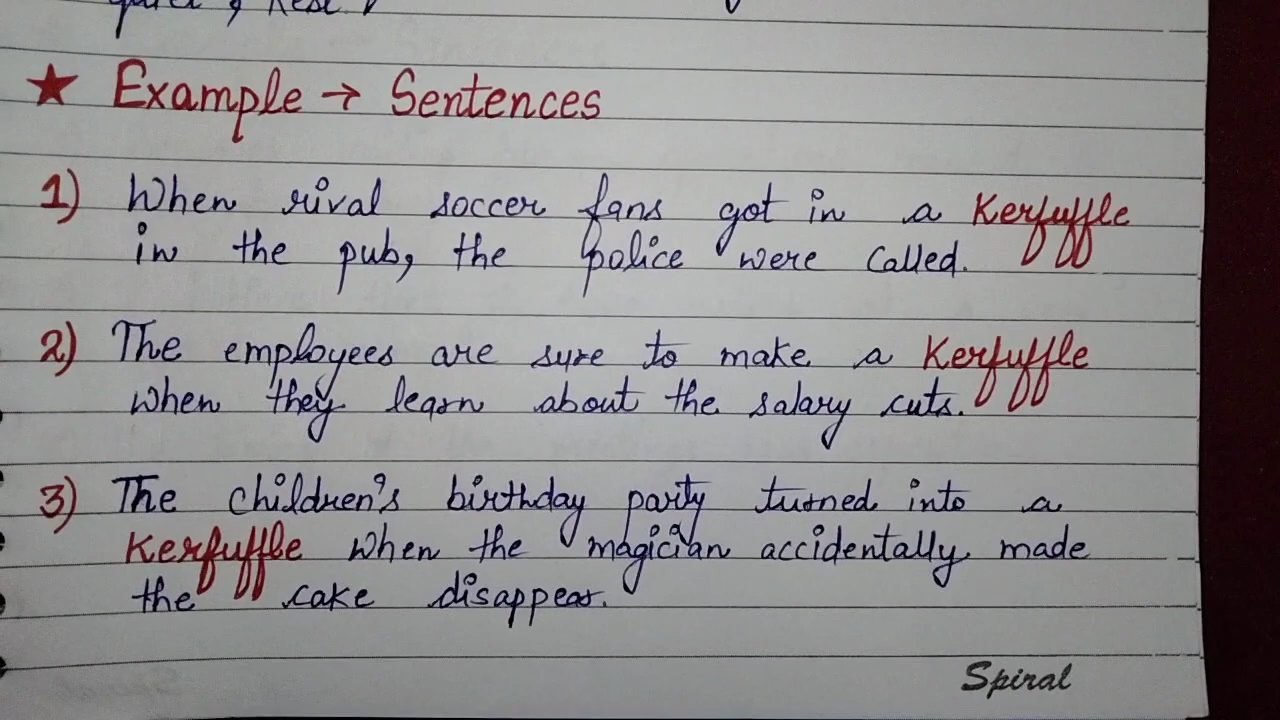 ★ Example → Sentences
1) When rival soccer fans got in a Kerfuffle
in the pub, the police were called.
2) The employees are sure to make a Kerfuffle
when they learn about the salary cuts.
3) The children's birthday party turned into a
Kerfuffle when the magician accidentally made
the cake disappear.
Spiral